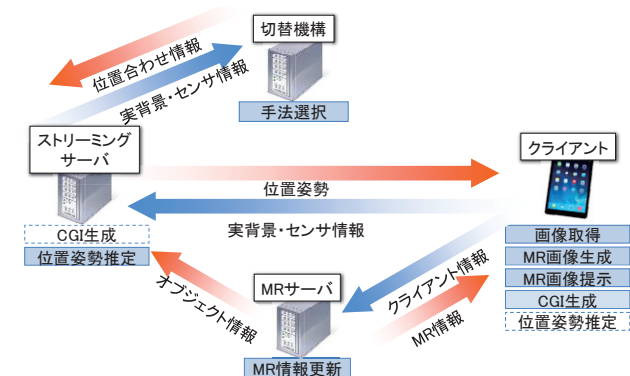 切替機構
位置合わせ情報
実背景・センサ情報
手法選択
ストリーミング
サーバ
クライアント
位置姿勢
実背景・センサ情報
CGI生成
位置姿勢推定
画像取得
MR画像生成
MR画像提示
CGI生成
位置姿勢推定
オブジェクト情報
MRサーバ
クライアント情報
MR情報
MR情報更新